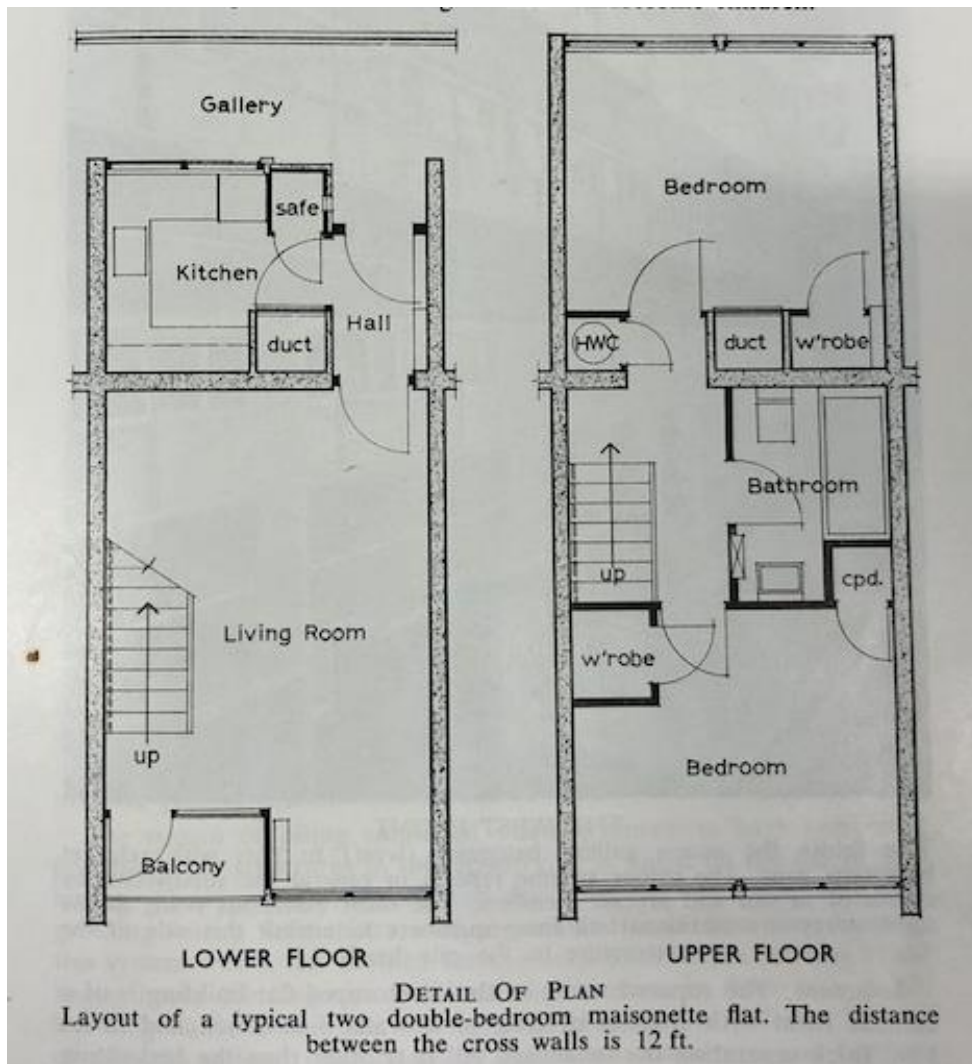 Gallery
safe
Kitchen
Hall
duct
Living Room
up
Balcony
LOWER FLOOR
Bedroom
HWC
duct
w'robe
Bathroom
up
cpd.
w'robe
Bedroom
UPPER FLOOR
DETAIL OF PLAN
Layout of a typical two double-bedroom maisonette flat. The distance
between the cross walls is 12 ft.